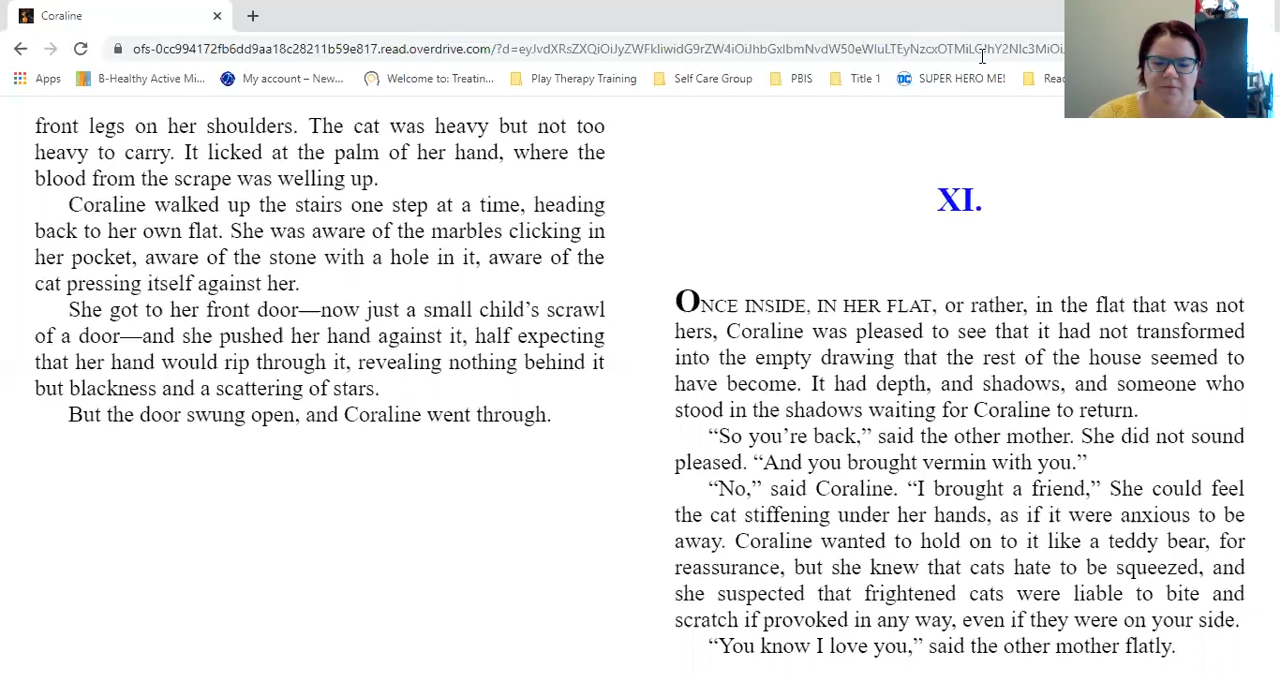 Coraline
ofs-0cc994172fb6dd9aa18c28211b59e817.read.overdrive.com/?d=
Apps B-Healthy Active Mi... My account – New... Welcome to: Treatin... Play Therapy Training Self Care Group PBIS Title 1 SUPER HERO ME! Rea
front legs on her shoulders. The cat was heavy but not too
heavy to carry. It licked at the palm of her hand, where the
blood from the scrape was welling up.
Coraline walked up the stairs one step at a time, heading
back to her own flat. She was aware of the marbles clicking in
her pocket, aware of the stone with a hole in it, aware of the
cat pressing itself against her.
She got to her front door—now just a small child’s scrawl
of a door—and she pushed her hand against it, half expecting
that her hand would rip through it, revealing nothing behind it
but blackness and a scattering of stars.
But the door swung open, and Coraline went through.
XI.
ONCE INSIDE, IN HER FLAT, or rather, in the flat that was not
hers, Coraline was pleased to see that it had not transformed
into the empty drawing that the rest of the house seemed to
have become. It had depth, and shadows, and someone who
stood in the shadows waiting for Coraline to return.
“So you’re back,” said the other mother. She did not sound
pleased. “And you brought vermin with you.”
“No,” said Coraline. “I brought a friend,” She could feel
the cat stiffening under her hands, as if it were anxious to be
away. Coraline wanted to hold on to it like a teddy bear, for
reassurance, but she knew that cats hate to be squeezed, and
she suspected that frightened cats were liable to bite and
scratch if provoked in any way, even if they were on your side.
“You know I love you,” said the other mother flatly.